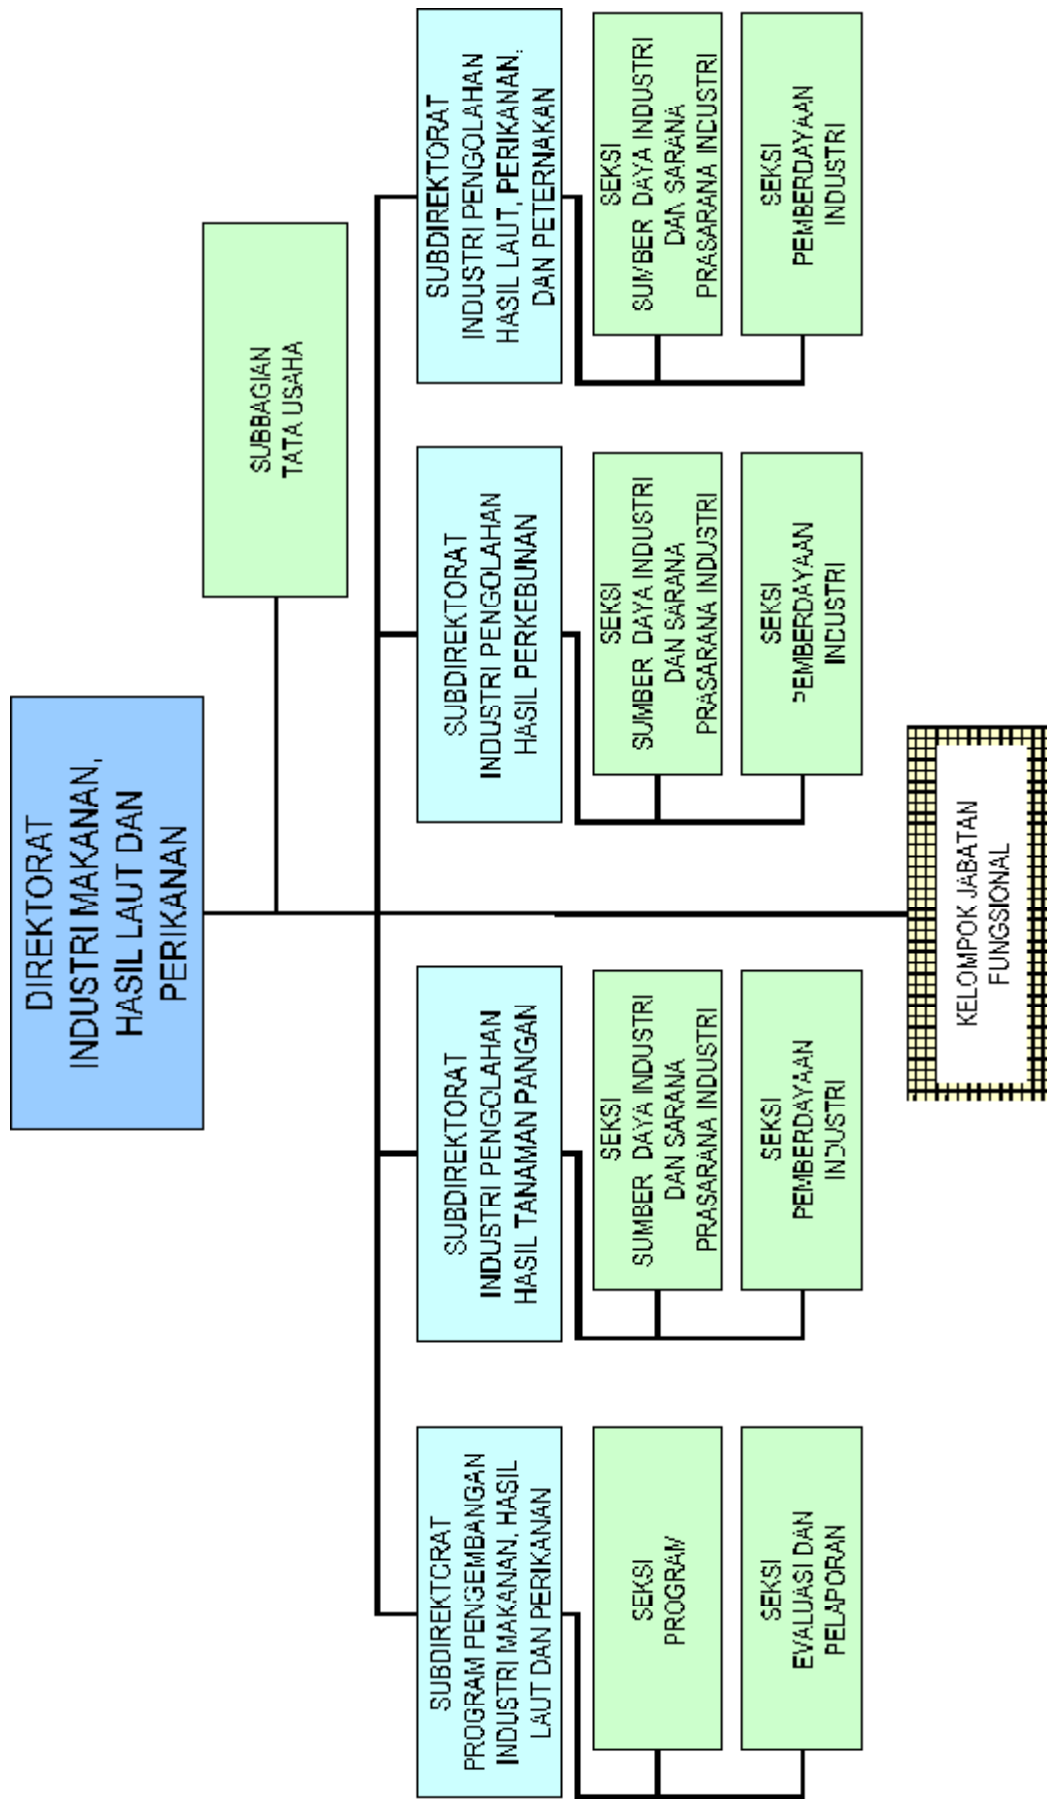 DIREKTORAT
INDUSTRI MAKANAN,
HASIL LAUT DAN
PERIKANAN
SUBBAGIAN
TATA USAHA
SUBDIREKTORAT
PROGRAM PENGEMBANGAN
INDUSTRI MAKANAN, HASIL
LAUT DAN PERIKANAN
SUBDIREKTORAT
INDUSTRI PENGOLAHAN
HASIL TANAMAN PANGAN
SUBDIREKTORAT
INDUSTRI PENGOLAHAN
HASIL PERKEBUNAN
SUBDIREKTORAT
INDUSTRI PENGOLAHAN
HASIL LAUT, PERIKANAN,
DAN PETERNAKAN
SEKSI
PROGRAM
SEKSI
SUMBER DAYA INDUSTRI
DAN SARANA
PRASARANA INDUSTRI
SEKSI
SUMBER DAYA INDUSTRI
DAN SARANA
PRASARANA INDUSTRI
SEKSI
SUMBER DAYA INDUSTRI
DAN SARANA
PRASARANA INDUSTRI
SEKSI
EVALUASI DAN
PELAPORAN
SEKSI
PEMBERDAYAAN
INDUSTRI
SEKSI
PEMBERDAYAAN
INDUSTRI
SEKSI
PEMBERDAYAAN
INDUSTRI
KELOMPOK JABATAN
FUNGSIONAL